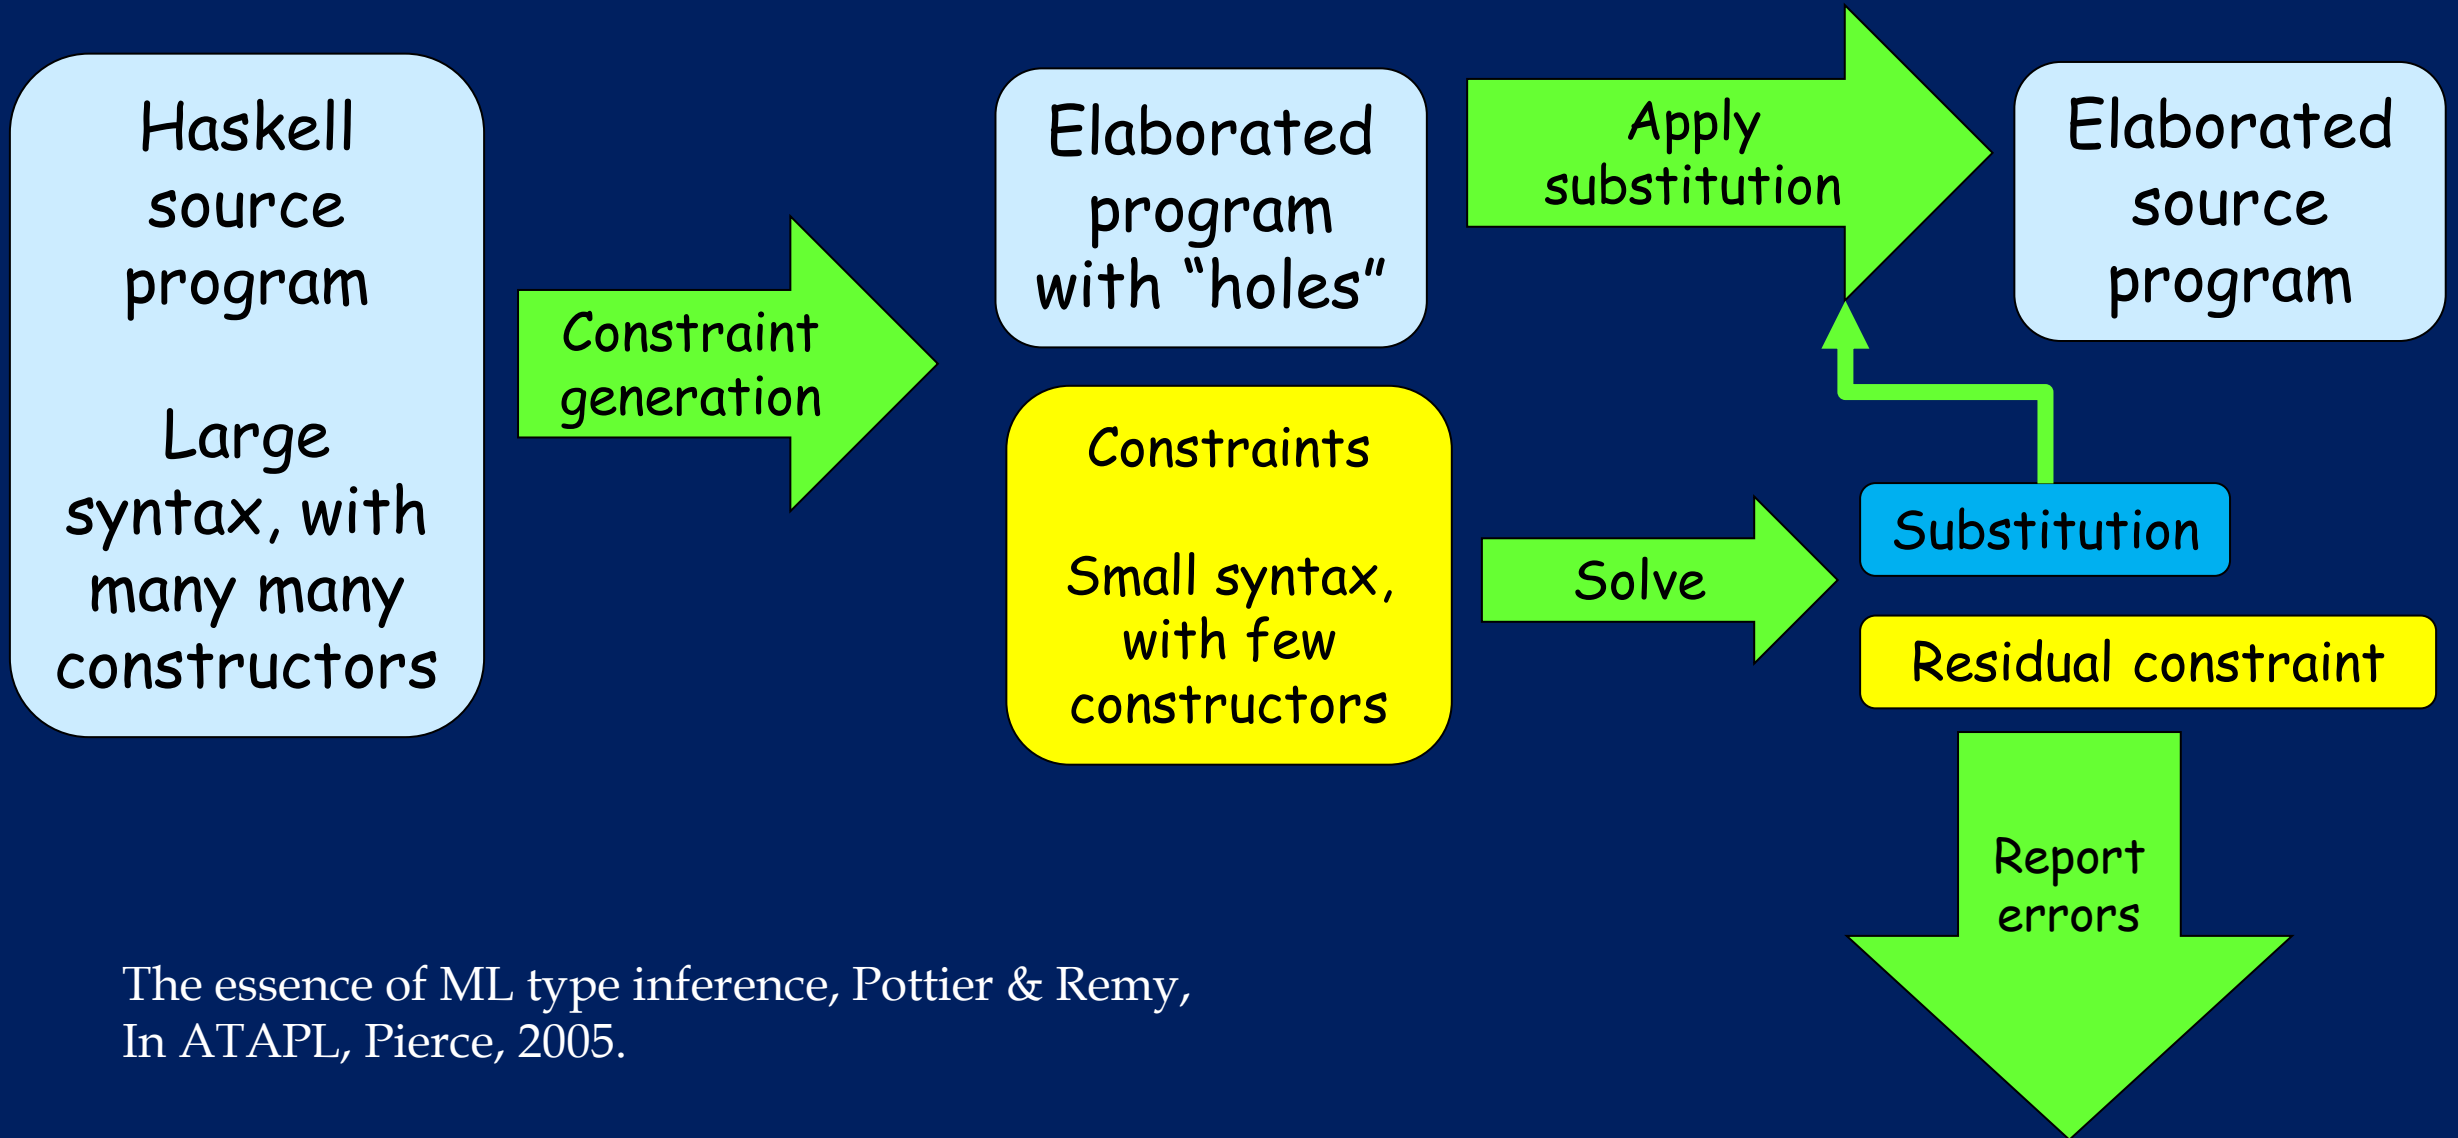 Haskell
source
program
Large
syntax, with
many many
constructors
Constraint
generation
Elaborated
program
with “holes”
Constraints
Small syntax,
with few
constructors
Apply
substitution
Solve
Elaborated
source
program
Substitution
Residual constraint
Report
errors
The essence of ML type inference, Pottier & Remy,
In ATAPL, Pierce, 2005.